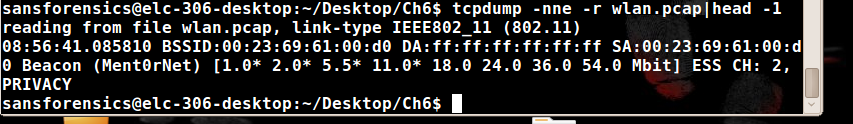 sansforensics@elc-306-desktop:~/Desktop/Ch6$ tcpdump -nne -r wlan.pcap|head -1
reading from file wlan.pcap, link-type IEEE802_11 (802.11)
08:56:41.085810 BSSID:00:23:69:61:00:d0 DA:ff:ff:ff:ff:ff:ff SA:00:23:69:61:00:d
0 Beacon (Ment0rNet) [1.0* 2.0* 5.5* 11.0* 18.0 24.0 36.0 54.0 Mbit] ESS CH: 2,
PRIVACY
sansforensics@elc-306-desktop:~/Desktop/Ch6$